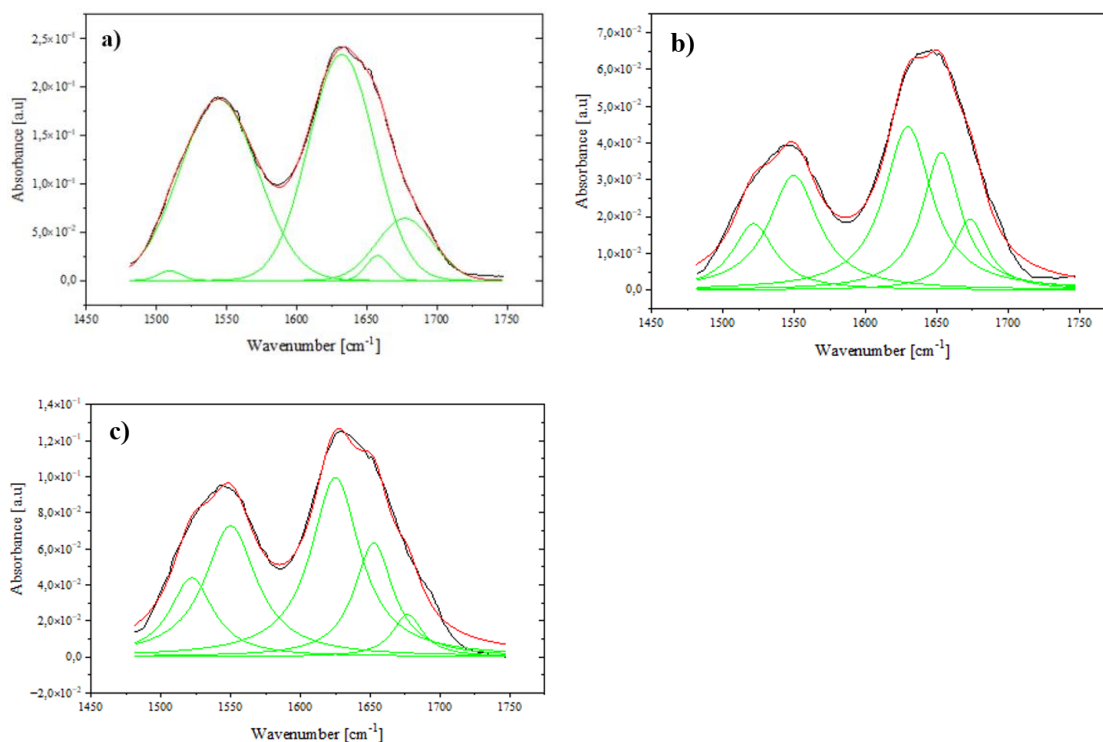 a)
2,5×10⁻¹
2,0×10⁻¹
1,5×10⁻¹
1,0×10⁻¹
5,0×10⁻²
0,0
Absorbance [a.u]
1450 1500 1550 1600 1650 1700 1750
Wavenumber [cm⁻¹]
b)
7,0×10⁻²
6,0×10⁻²
5,0×10⁻²
4,0×10⁻²
3,0×10⁻²
2,0×10⁻²
1,0×10⁻²
0,0
Absorbance [a.u]
1450 1500 1550 1600 1650 1700 1750
Wavenumber [cm⁻¹]
c)
1,4×10⁻¹
1,2×10⁻¹
1,0×10⁻¹
8,0×10⁻²
6,0×10⁻²
4,0×10⁻²
2,0×10⁻²
0,0
−2,0×10⁻²
Absorbance [a.u]
1450 1500 1550 1600 1650 1700 1750
Wavenumber [cm⁻¹]